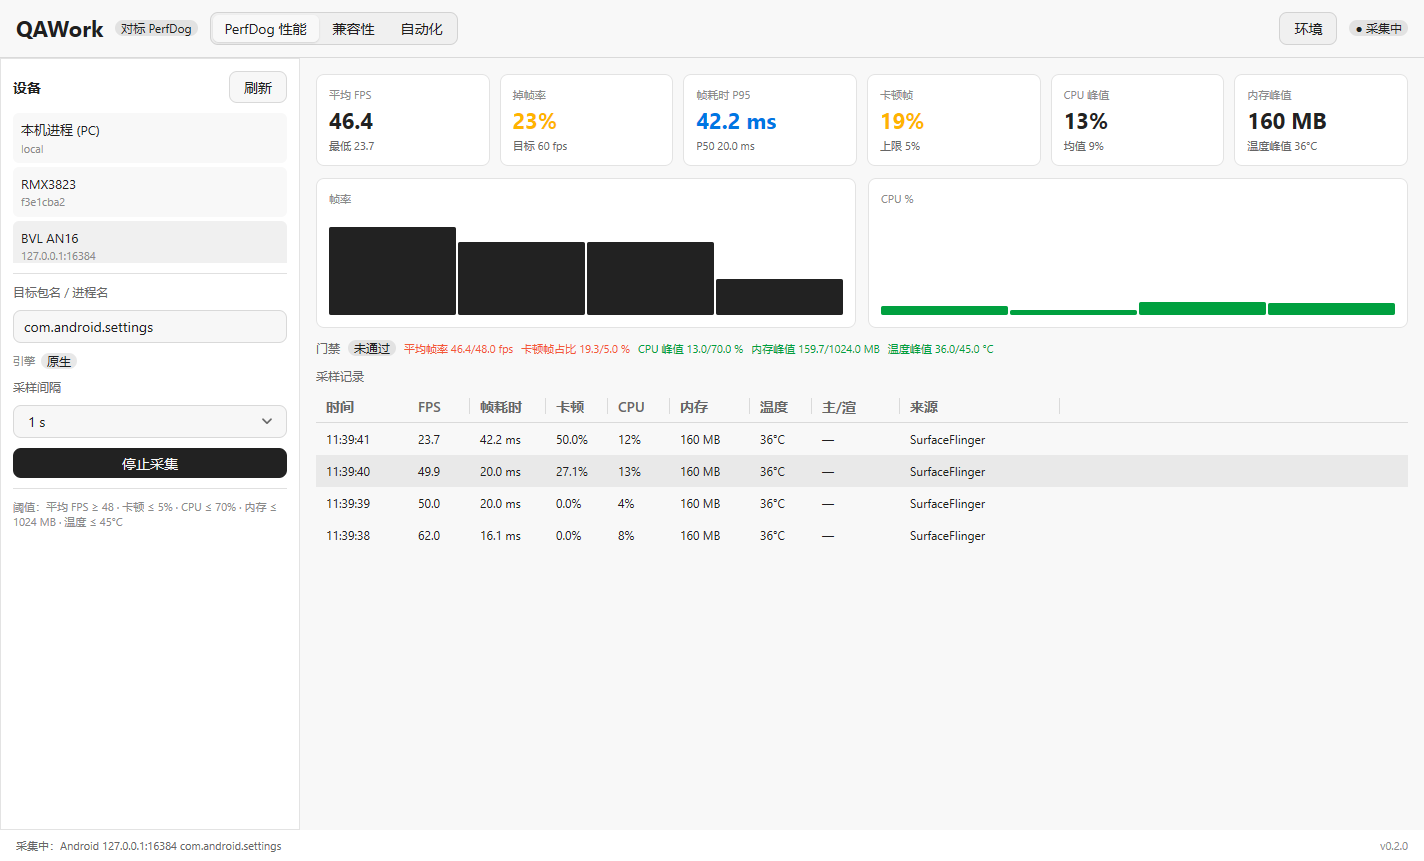 QAWork 对标 PerfDog PerfDog 性能 兼容性 自动化 环境 ● 采集中
设备 刷新
本机进程 (PC)
local
RMX3823
f3e1cba2
BVL AN16
127.0.0.1:16384
目标包名 / 进程名
com.android.settings
引擎 原生
采样间隔
1 s
停止采集
阈值: 平均 FPS ≥ 48 · 卡顿 ≤ 5% · CPU ≤ 70% · 内存 ≤
1024 MB · 温度 ≤ 45°C
平均 FPS
46.4
最低 23.7
掉帧率
23%
目标 60 fps
帧耗时 P95
42.2 ms
P50 20.0 ms
卡顿帧
19%
上限 5%
CPU 峰值
13%
均值 9%
内存峰值
160 MB
温度峰值 36°C
帧率
CPU %
门禁 未通过 平均帧率 46.4/48.0 fps 卡顿帧占比 19.3/5.0 % CPU 峰值 13.0/70.0 % 内存峰值 159.7/1024.0 MB 温度峰值 36.0/45.0 °C
采样记录
时间 FPS 帧耗时 卡顿 CPU 内存 温度 主/渲 来源
11:39:41 23.7 42.2 ms 50.0% 12% 160 MB 36°C — SurfaceFlinger
11:39:40 49.9 20.0 ms 27.1% 13% 160 MB 36°C — SurfaceFlinger
11:39:39 50.0 20.0 ms 0.0% 4% 160 MB 36°C — SurfaceFlinger
11:39:38 62.0 16.1 ms 0.0% 8% 160 MB 36°C — SurfaceFlinger
采集中: Android 127.0.0.1:16384 com.android.settings v0.2.0